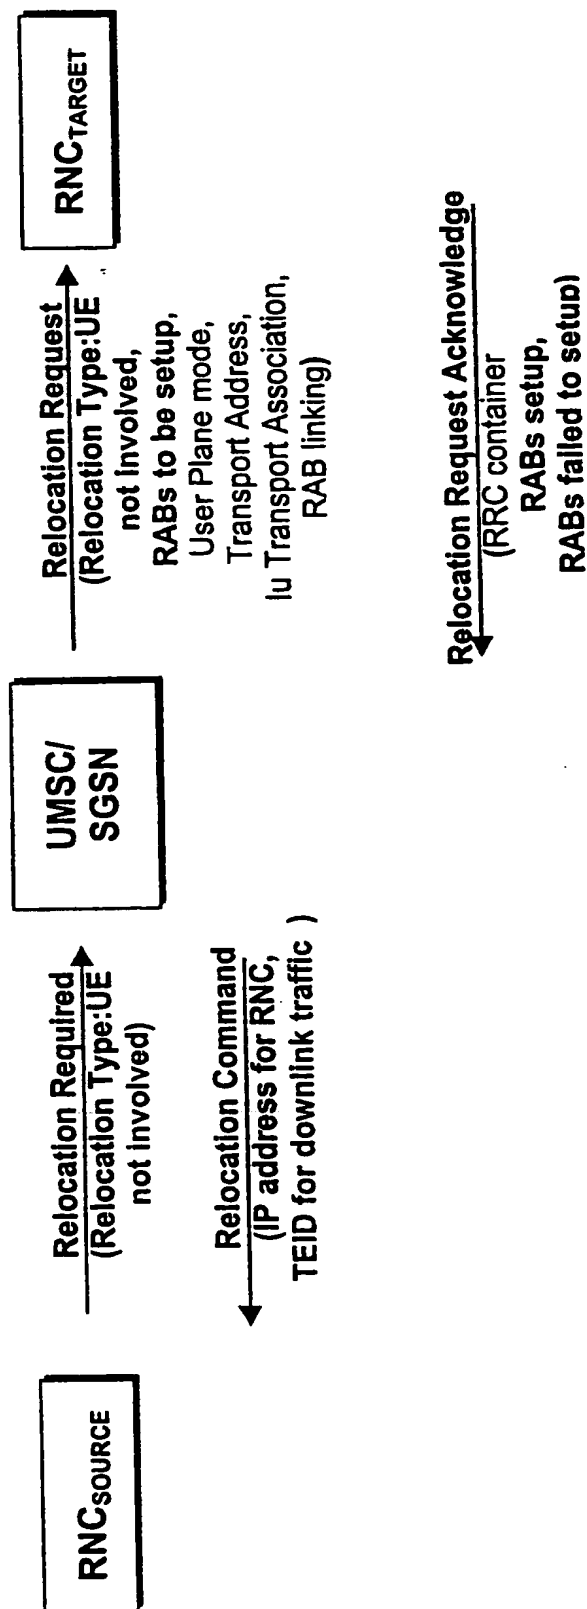 RNCSOURCE
Relocation Required
(Relocation Type:UE
not involved)
Relocation Command
(IP address for RNC,
TEID for downlink traffic )
UMSC/
SGSN
Relocation Request
(Relocation Type:UE
not Involved,
RABs to be setup,
User Plane mode,
Transport Address,
Iu Transport Association,
RAB linking)
Relocation Request Acknowledge
(RRC container
RABs setup,
RABs failed to setup)
RNCTARGET